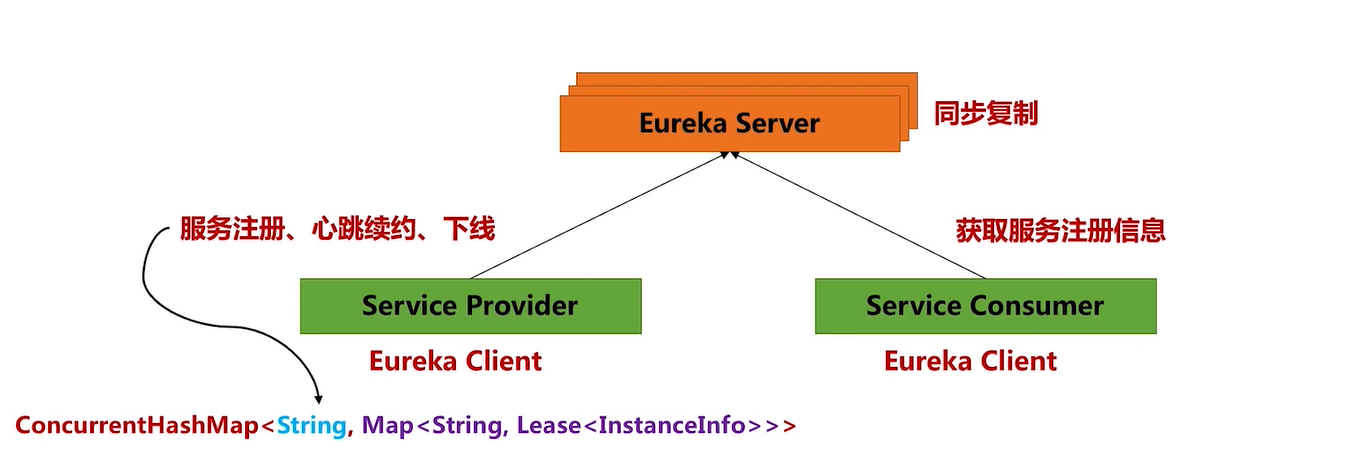 Eureka Server
同步复制
服务注册、心跳续约、下线
获取服务注册信息
Service Provider
Service Consumer
Eureka Client
Eureka Client
ConcurrentHashMap<String, Map<String, Lease<InstanceInfo>>>